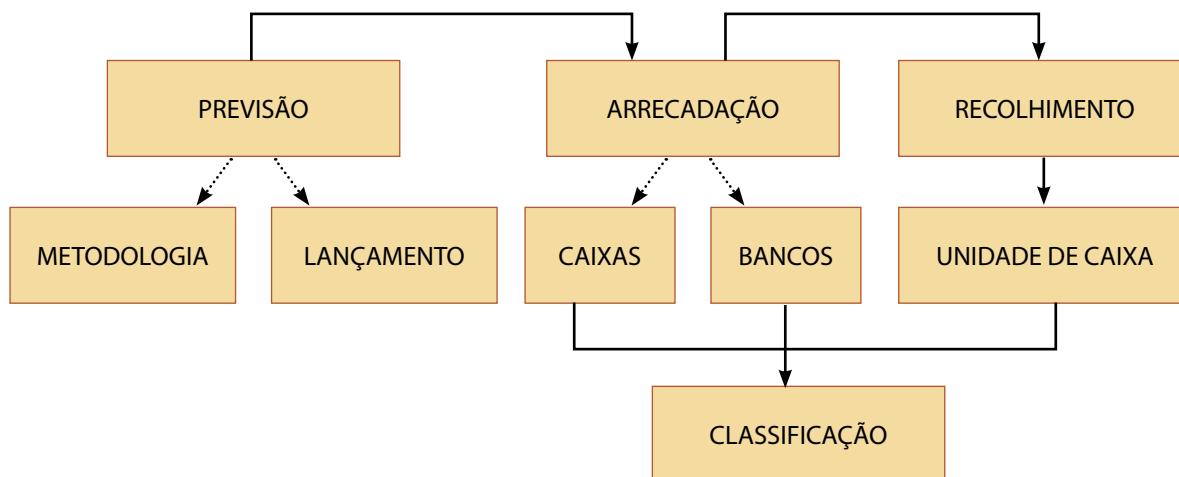 PREVISÃO
ARRECADAÇÃO
RECOLHIMENTO
METODOLOGIA
LANÇAMENTO
CAIXAS
BANCOS
UNIDADE DE CAIXA
CLASSIFICAÇÃO